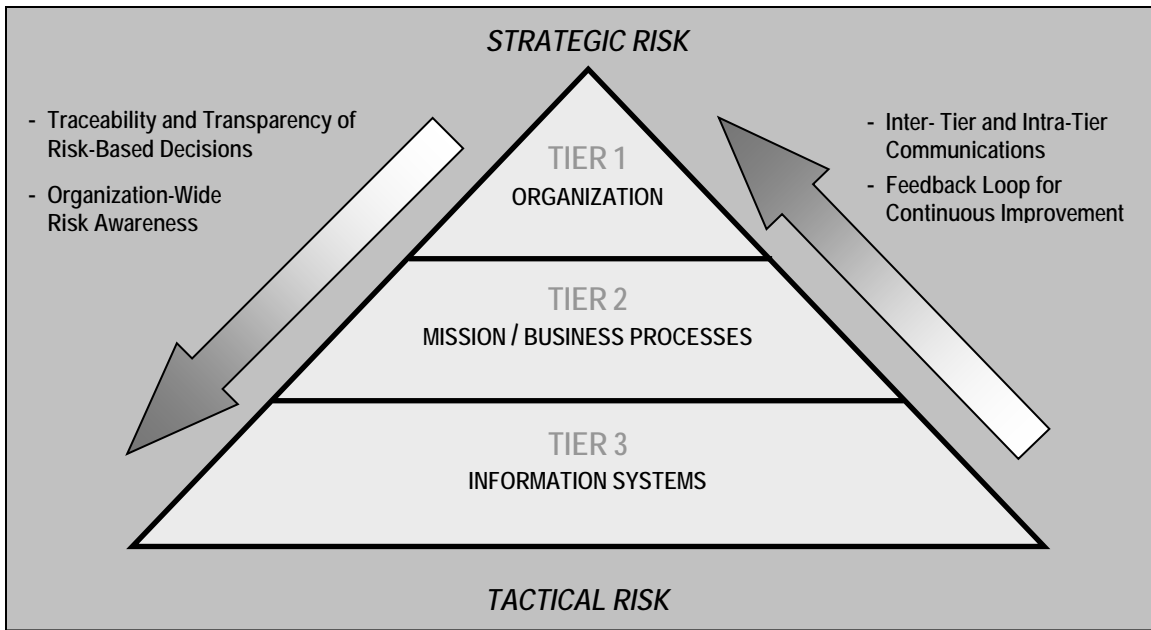 STRATEGIC RISK
- Traceability and Transparency of
Risk-Based Decisions
- Organization-Wide
Risk Awareness
- Inter- Tier and Intra-Tier
Communications
- Feedback Loop for
Continuous Improvement
TIER 1
ORGANIZATION
TIER 2
MISSION / BUSINESS PROCESSES
TIER 3
INFORMATION SYSTEMS
TACTICAL RISK